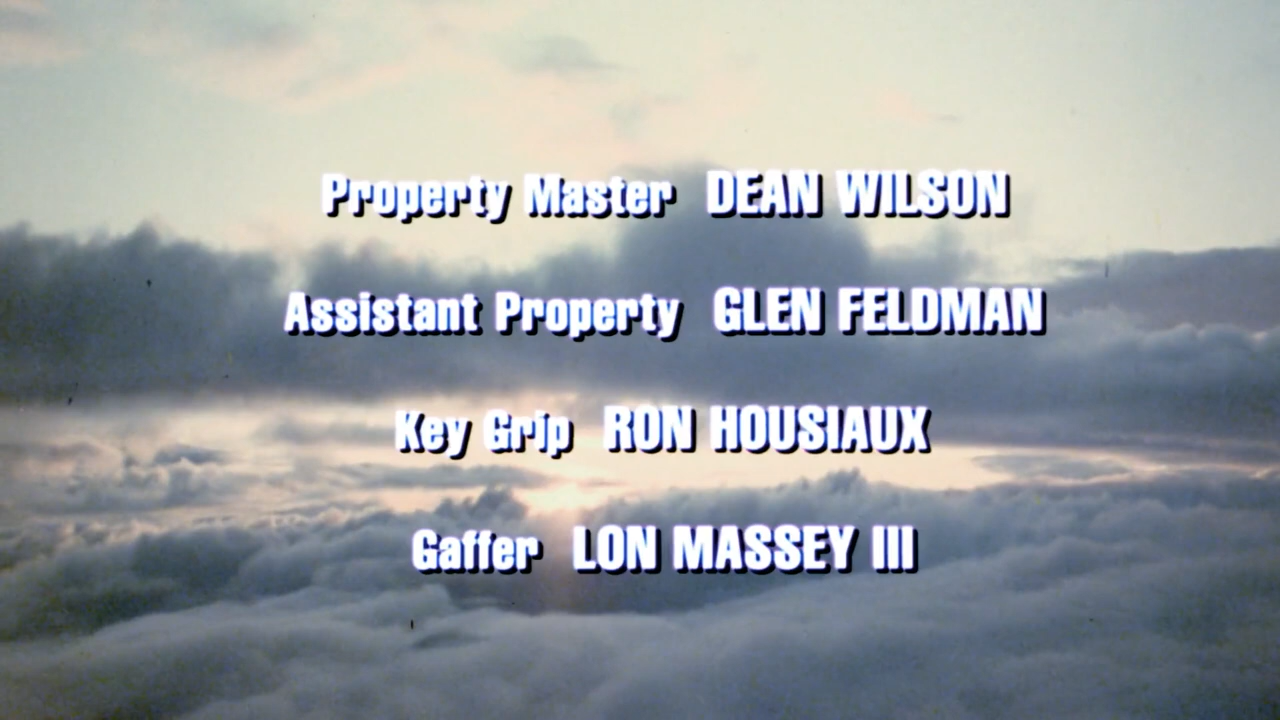 Property Master DEAN WILSON
Assistant Property GLEN FELDMAN
Key Grip RON HOUSIAUX
Gaffer LON MASSEY III